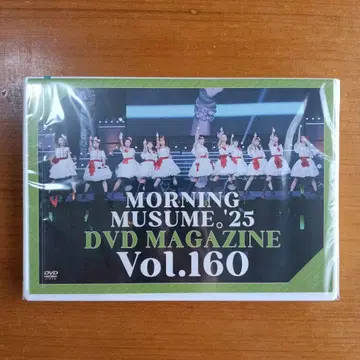 MORNING
MUSUME。'25
DVD MAGAZINE
Vol.160
DVD